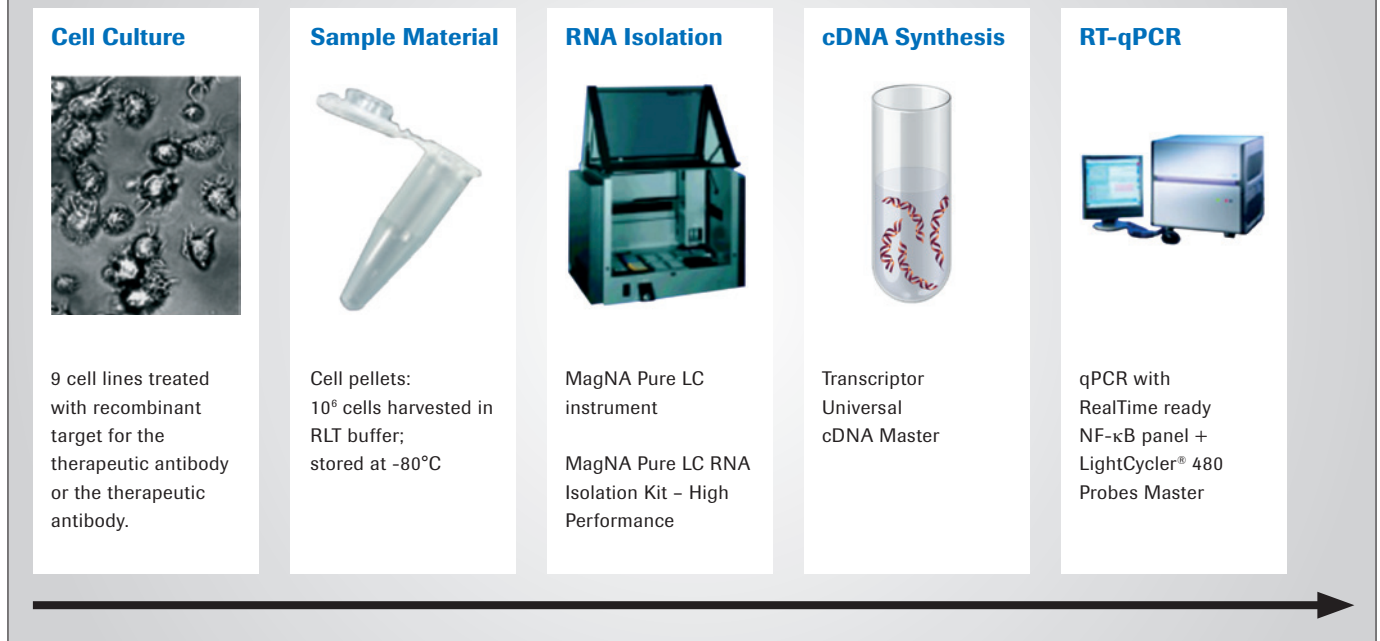 Cell Culture
9 cell lines treated
with recombinant
target for the
therapeutic antibody
or the therapeutic
antibody.
Sample Material
Cell pellets:
10⁶ cells harvested in
RLT buffer;
stored at -80°C
RNA Isolation
MagNA Pure LC
instrument
MagNA Pure LC RNA
Isolation Kit – High
Performance
cDNA Synthesis
Transcriptor
Universal
cDNA Master
RT-qPCR
qPCR with
RealTime ready
NF-κB panel +
LightCycler® 480
Probes Master